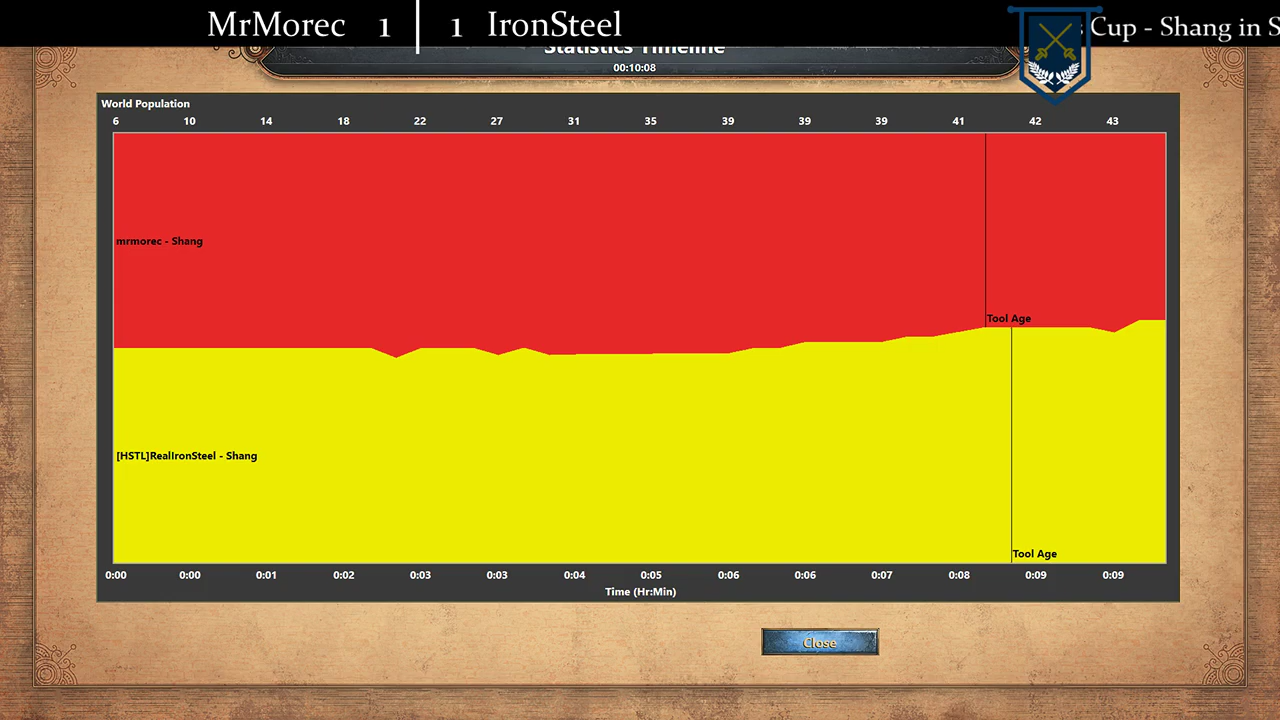 MrMorec 1 1 IronSteel
Cup - Shang in S
Statistics Timeline
00:10:08
World Population
6 10 14 18 22 27 31 35 39 39 39 41 42 43
mrmorec - Shang
Tool Age
[HSTL]RealIronSteel - Shang
Tool Age
0:00 0:00 0:01 0:02 0:03 0:03 0:04 0:05 0:06 0:06 0:07 0:08 0:09 0:09
Time (Hr:Min)
Close